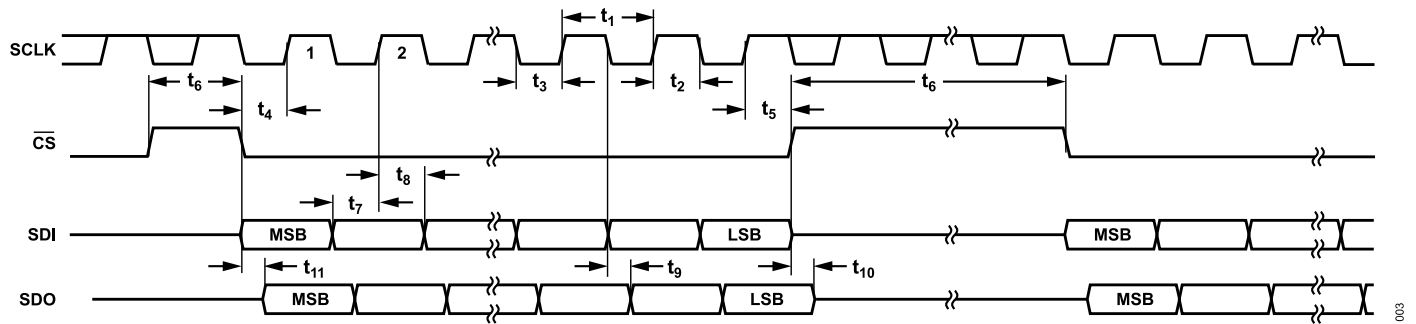 t1
SCLK 1 2
t6 t3 t2 t6
t4 t5
CS
t8
t7
SDI MSB LSB MSB
t11 t9 t10
SDO MSB LSB MSB
003